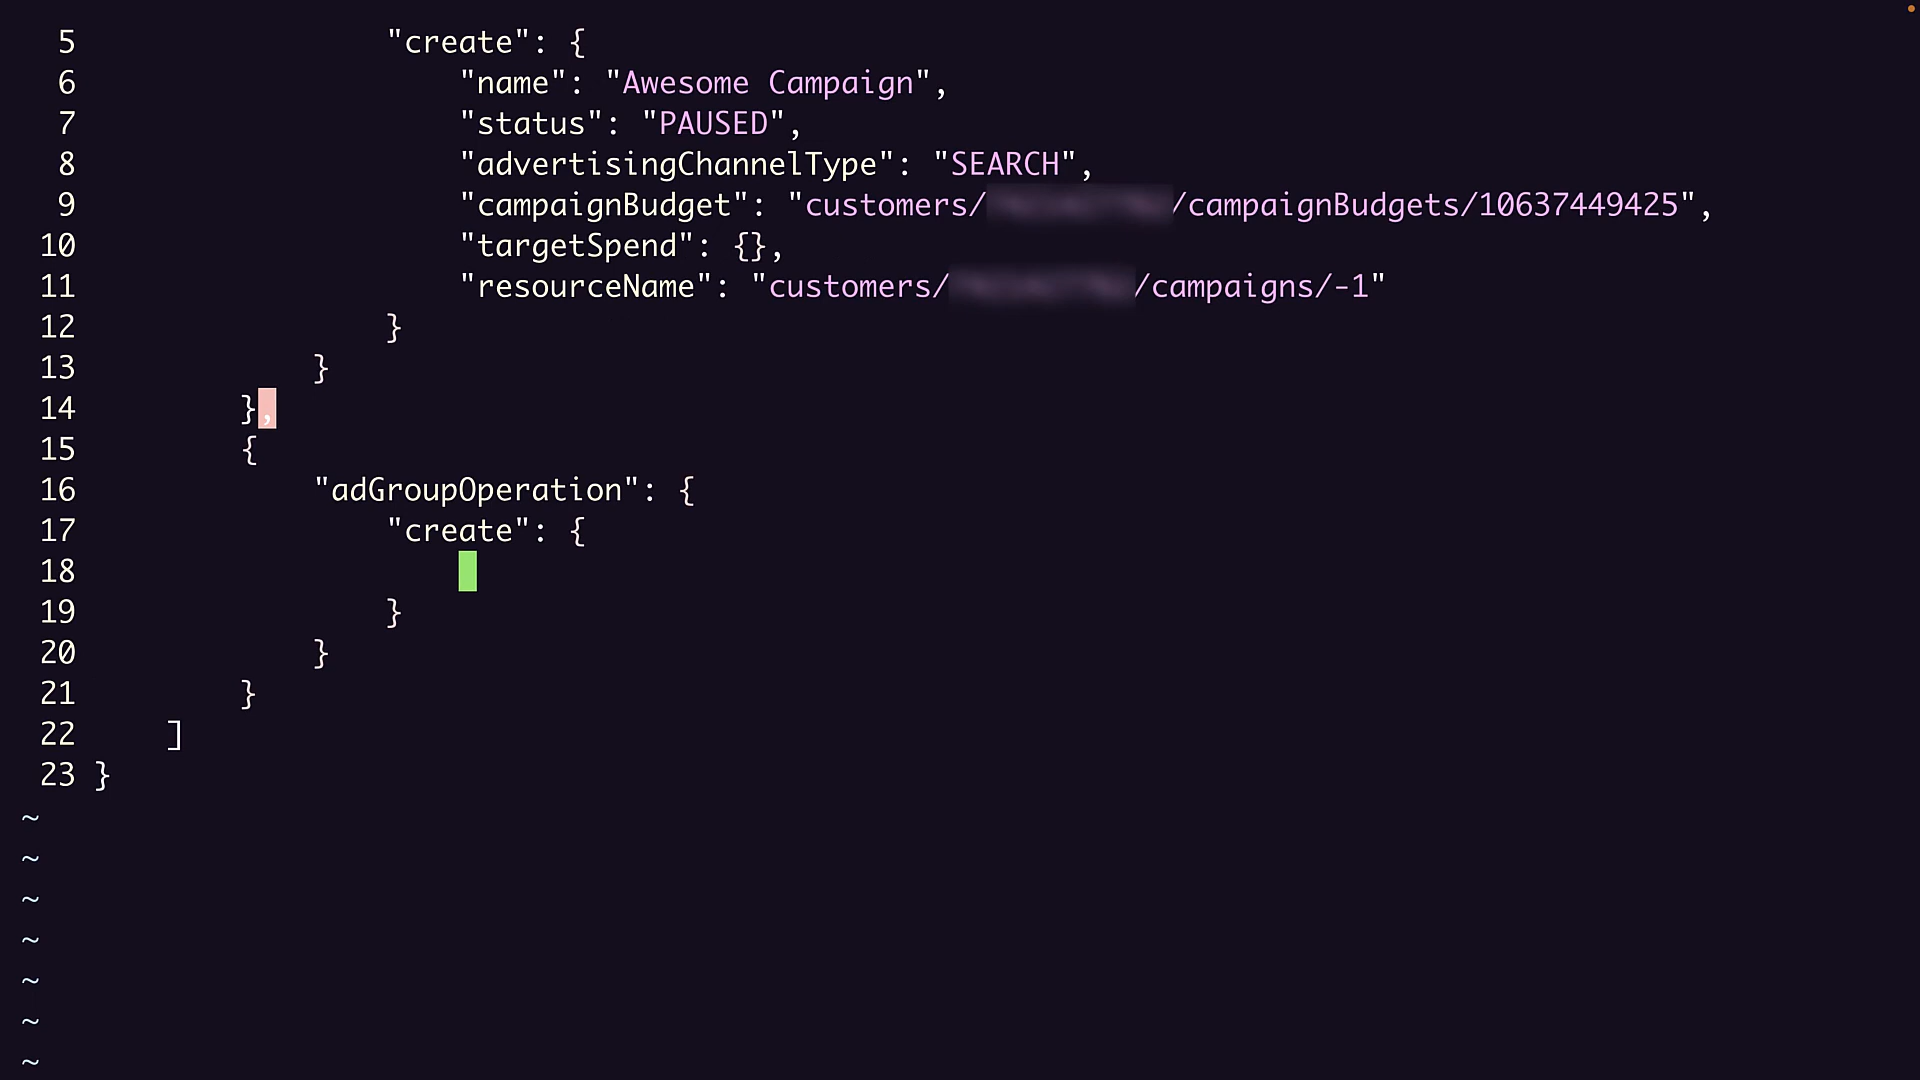 5 "create": {
6 "name": "Awesome Campaign",
7 "status": "PAUSED",
8 "advertisingChannelType": "SEARCH",
9 "campaignBudget": "customers/ /campaignBudgets/10637449425",
10 "targetSpend": {},
11 "resourceName": "customers/ /campaigns/-1"
12 }
13 }
14 },
15 {
16 "adGroupOperation": {
17 "create": {
18
19 }
20 }
21 }
22 ]
23 }
~
~
~
~
~
~
~